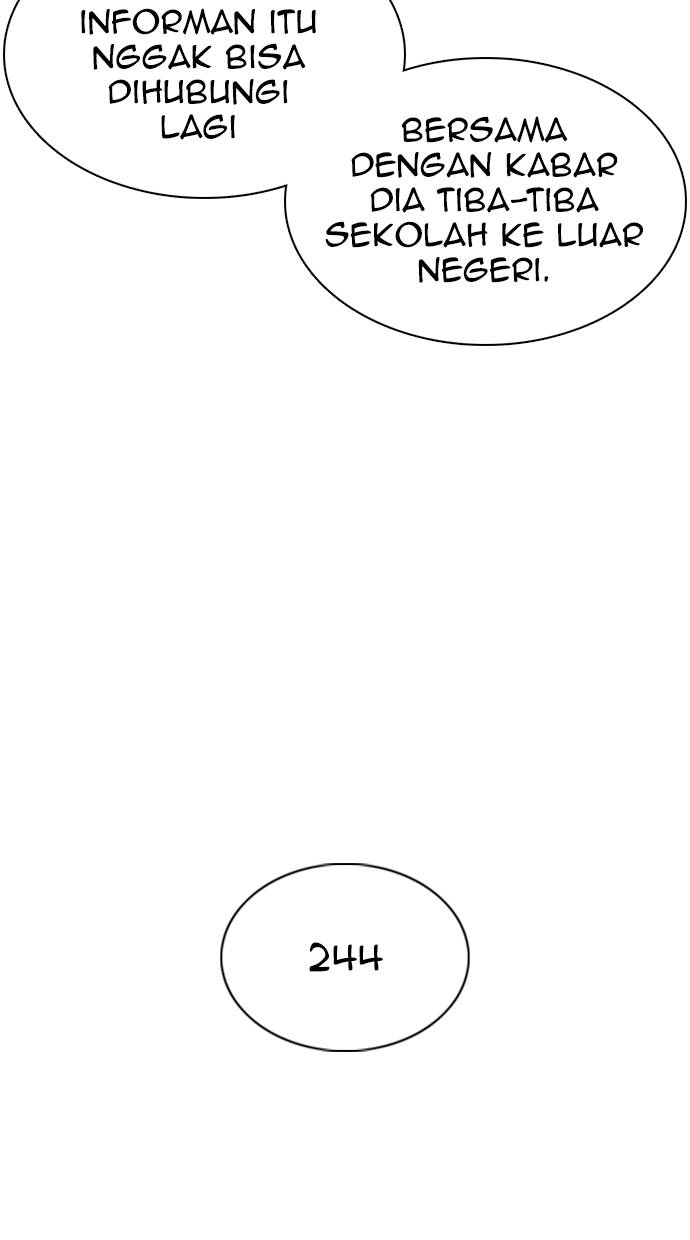 INFORMAN ITU
NGGAK BISA
DIHUBUNGI
LAGI
BERSAMA
DENGAN KABAR
DIA TIBA-TIBA
SEKOLAH KE LUAR
NEGERI.
244